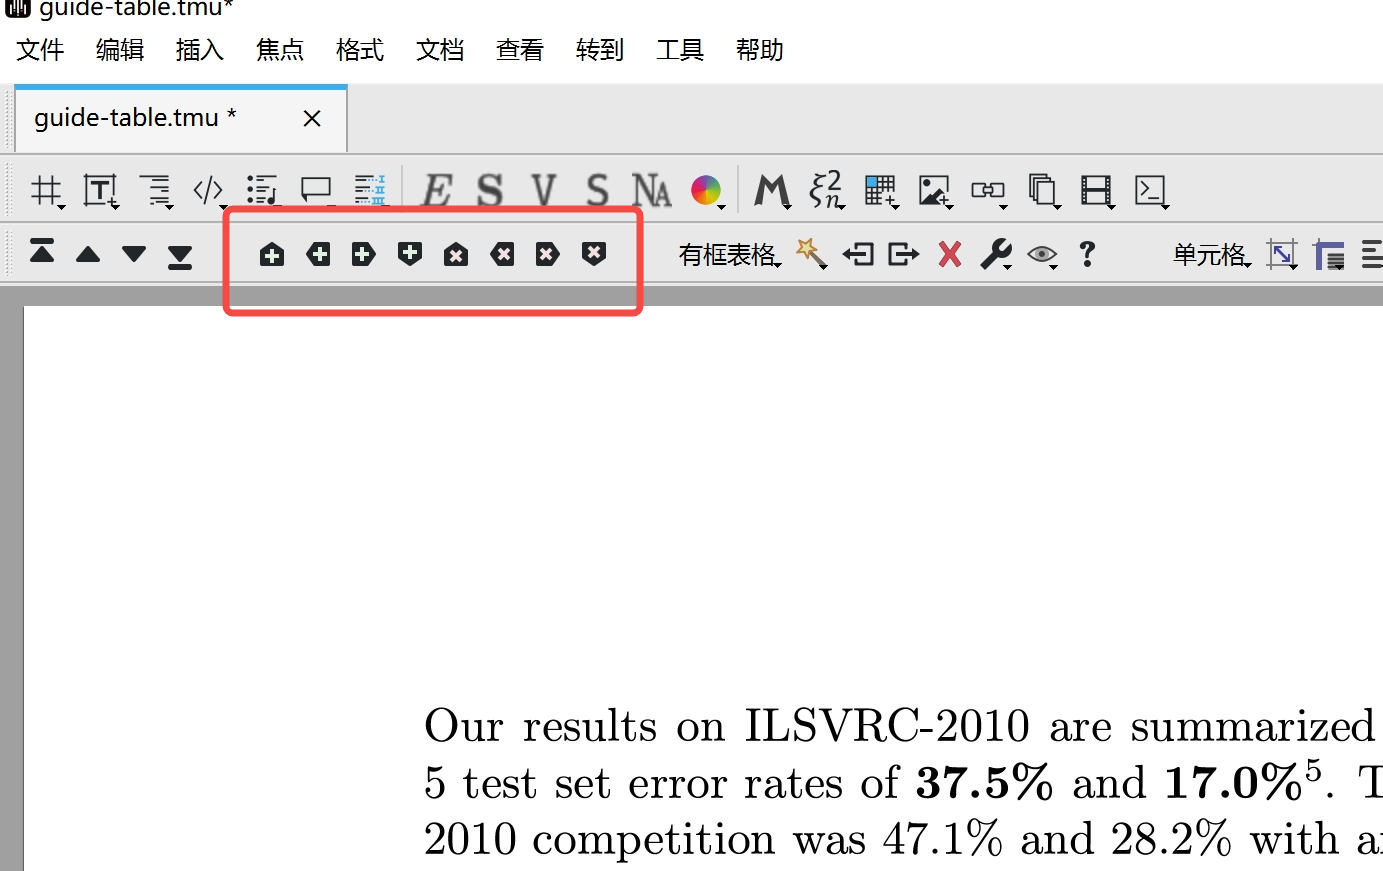 guide-table.tmu*
文件 编辑 插入 焦点 格式 文档 查看 转到 工具 帮助
guide-table.tmu *
E S V S NA
有框表格 ? 单元格
Our results on ILSVRC-2010 are summarized
5 test set error rates of 37.5% and 17.0%⁵. T
2010 competition was 47.1% and 28.2% with